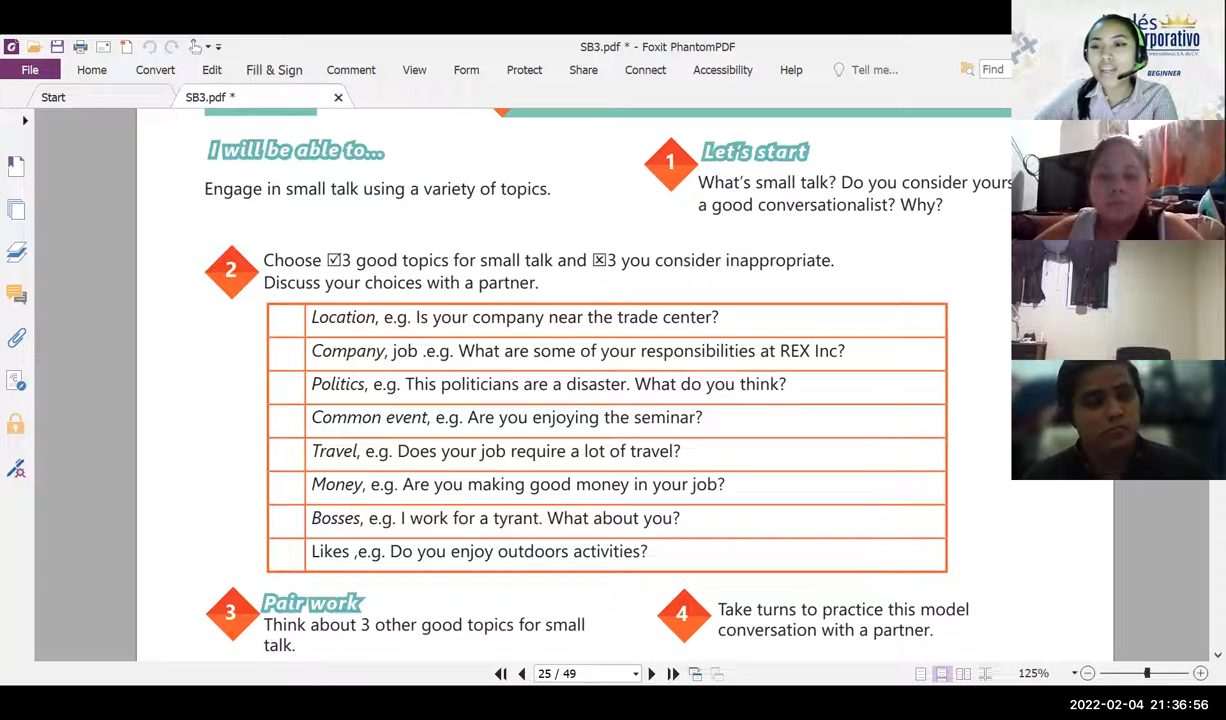 SB3.pdf * - Foxit PhantomPDF
File Home Convert Edit Fill & Sign Comment View Form Protect Share Connect Accessibility Help Tell me... Find
Start SB3.pdf *
I will be able to...
Engage in small talk using a variety of topics.
1 Let's start
What's small talk? Do you consider yours
a good conversationalist? Why?
2 Choose ☑3 good topics for small talk and ☒3 you consider inappropriate.
Discuss your choices with a partner.
Location, e.g. Is your company near the trade center?
Company, job .e.g. What are some of your responsibilities at REX Inc?
Politics, e.g. This politicians are a disaster. What do you think?
Common event, e.g. Are you enjoying the seminar?
Travel, e.g. Does your job require a lot of travel?
Money, e.g. Are you making good money in your job?
Bosses, e.g. I work for a tyrant. What about you?
Likes ,e.g. Do you enjoy outdoors activities?
3 Pair work
Think about 3 other good topics for small
talk.
4 Take turns to practice this model
conversation with a partner.
25 / 49
125%
BEGINNER
2022-02-04 21:36:56